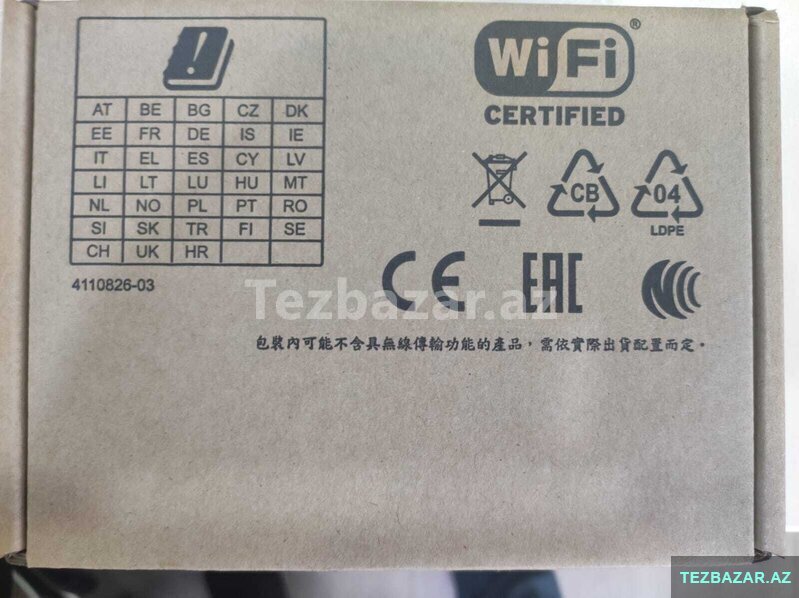 AT BE BG CZ DK
EE FR DE IS IE
IT EL ES CY LV
LI LT LU HU MT
NL NO PL PT RO
SI SK TR FI SE
CH UK HR
4110826-03
WiFi®
CERTIFIED
CB
04
LDPE
CE
EAC
Tezbazar.az
包裝內可能不含具無線傳輸功能的產品，需依實際出貨配置而定。
TEZBAZAR.AZ